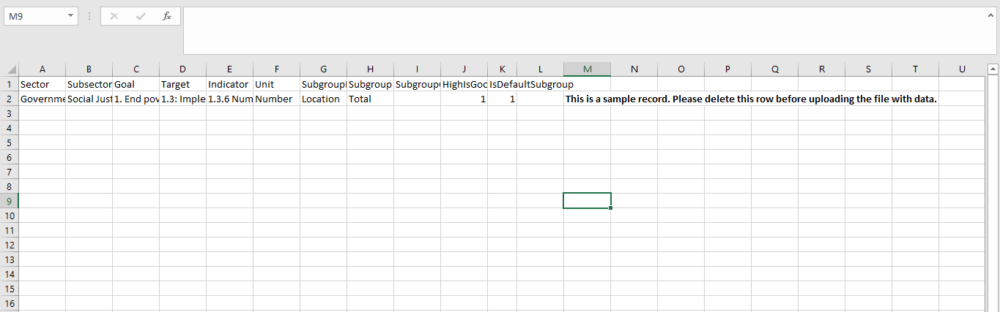 M9
fx
A B C D E F G H I J K L M N O P Q R S T U
1 Sector Subsector Goal Target Indicator Unit Subgroup Subgroup Subgroup HighIsGoo IsDefaultSubgroup
2 Governme Social Just 1. End pov 1.3: Imple 1.3.6 Num Number Location Total 1 1 This is a sample record. Please delete this row before uploading the file with data.
3
4
5
6
7
8
9
10
11
12
13
14
15
16